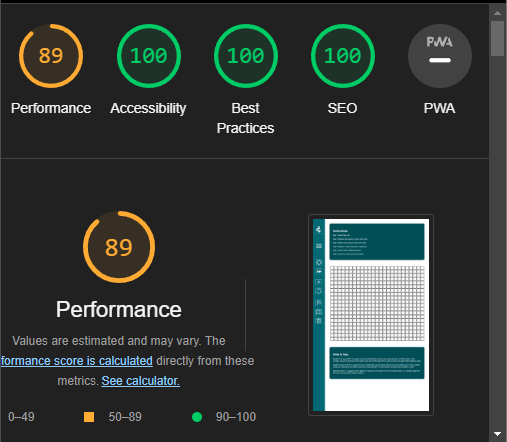 89 100 100 100 PWA
Performance Accessibility Best Practices SEO PWA
89
Performance
Values are estimated and may vary. The
formance score is calculated directly from these
metrics. See calculator.
0–49 50–89 90–100